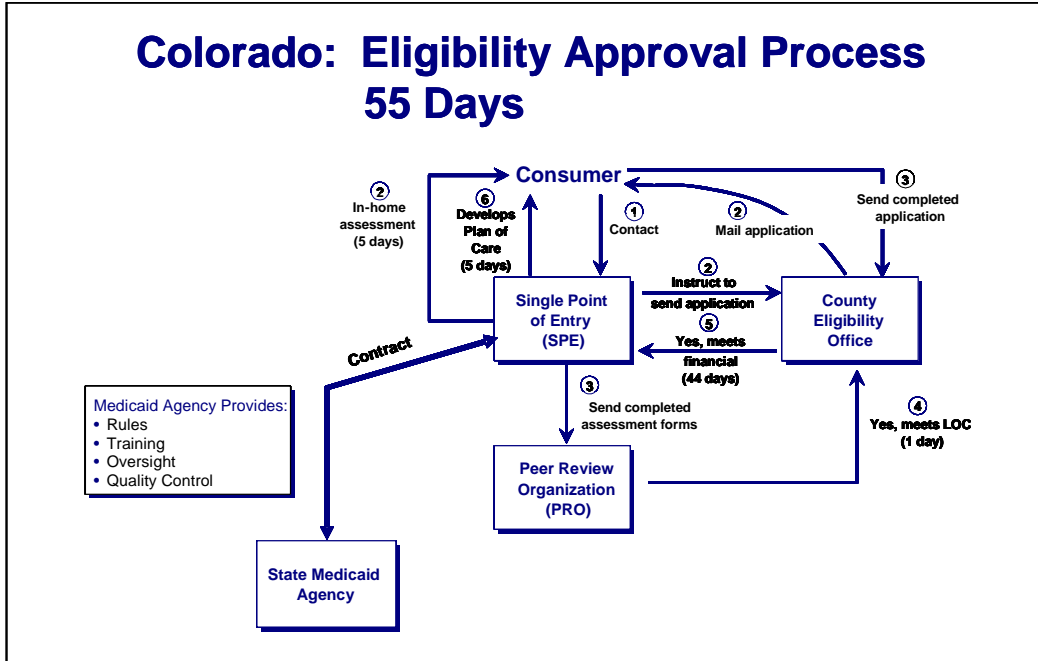 Colorado: Eligibility Approval Process
55 Days
Consumer
2
In-home
assessment
(5 days)
6
Develops
Plan of
Care
(5 days)
1
Contact
2
Mail application
3
Send completed
application
Single Point
of Entry
(SPE)
2
Instruct to
send application
5
Yes, meets
financial
(44 days)
County
Eligibility
Office
Contract
3
Send completed
assessment forms
4
Yes, meets LOC
(1 day)
Medicaid Agency Provides:
• Rules
• Training
• Oversight
• Quality Control
Peer Review
Organization
(PRO)
State Medicaid
Agency